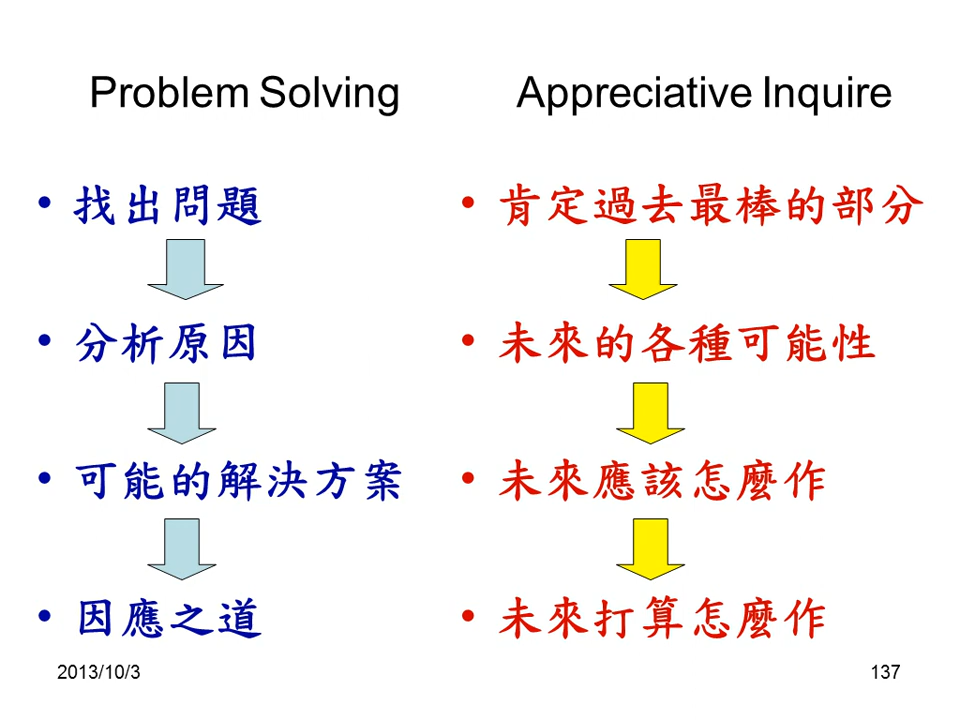 Problem Solving
• 找出問題
• 分析原因
• 可能的解決方案
• 因應之道
Appreciative Inquire
• 肯定過去最棒的部分
• 未來的各種可能性
• 未來應該怎麼作
• 未來打算怎麼作
2013/10/3
137